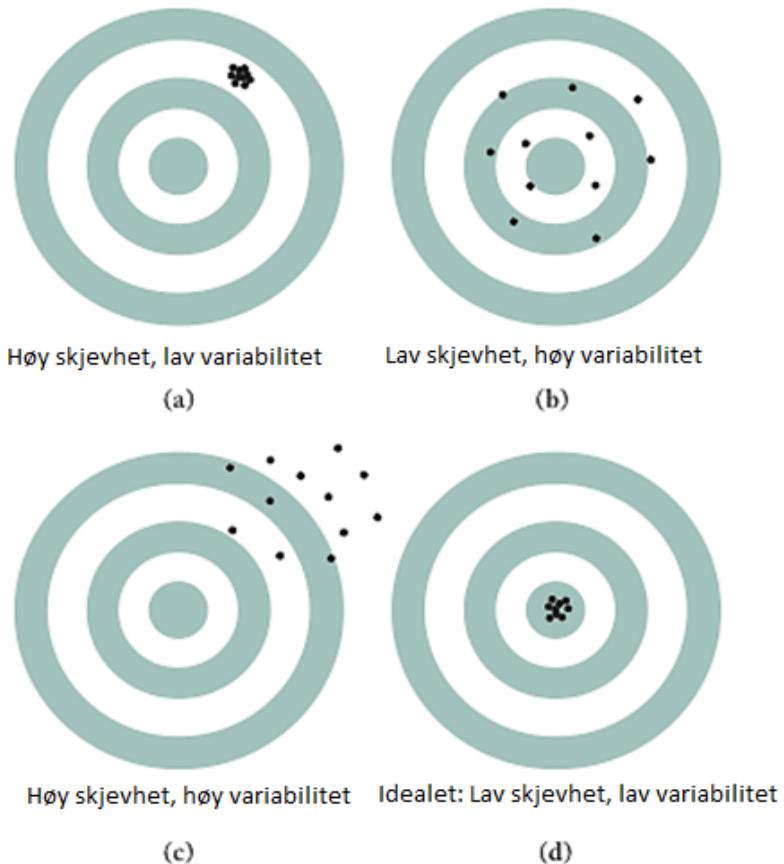 Høy skjevhet, lav variabilitet
(a)
Lav skjevhet, høy variabilitet
(b)
Høy skjevhet, høy variabilitet
(c)
Idealet: Lav skjevhet, lav variabilitet
(d)